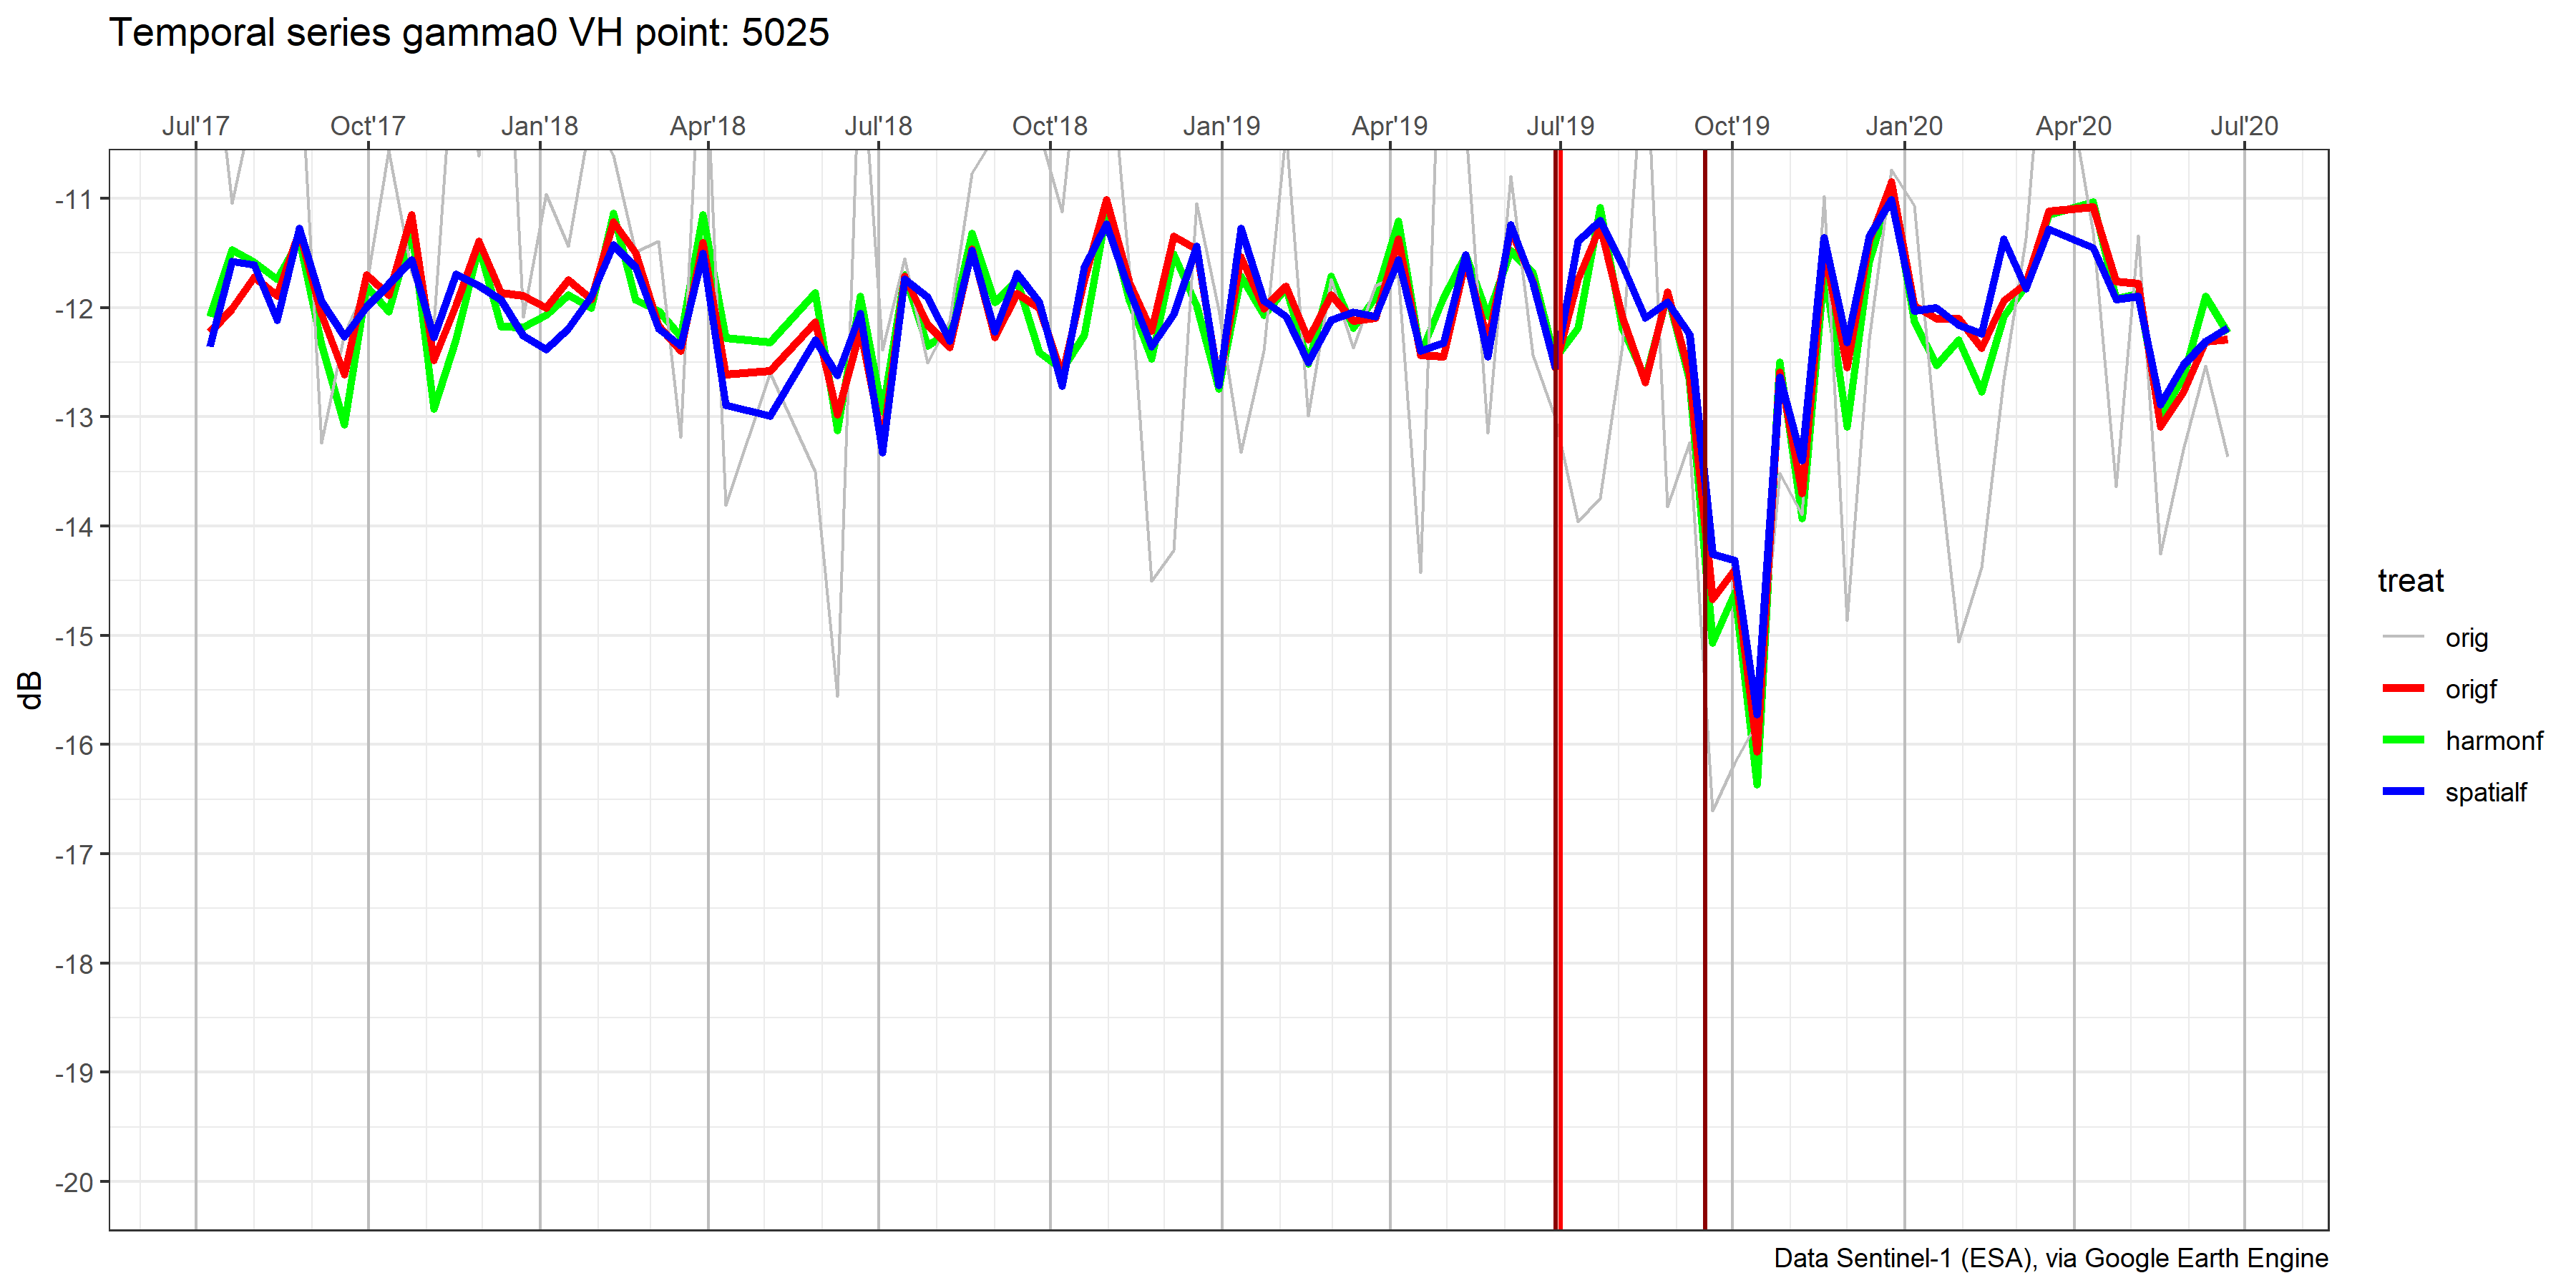 Temporal series gamma0 VH point: 5025
Jul'17 Oct'17 Jan'18 Apr'18 Jul'18 Oct'18 Jan'19 Apr'19 Jul'19 Oct'19 Jan'20 Apr'20 Jul'20
-11
-12
-13
-14
-15
-16
-17
-18
-19
-20
dB
treat
orig
origf
harmonf
spatialf
Data Sentinel-1 (ESA), via Google Earth Engine